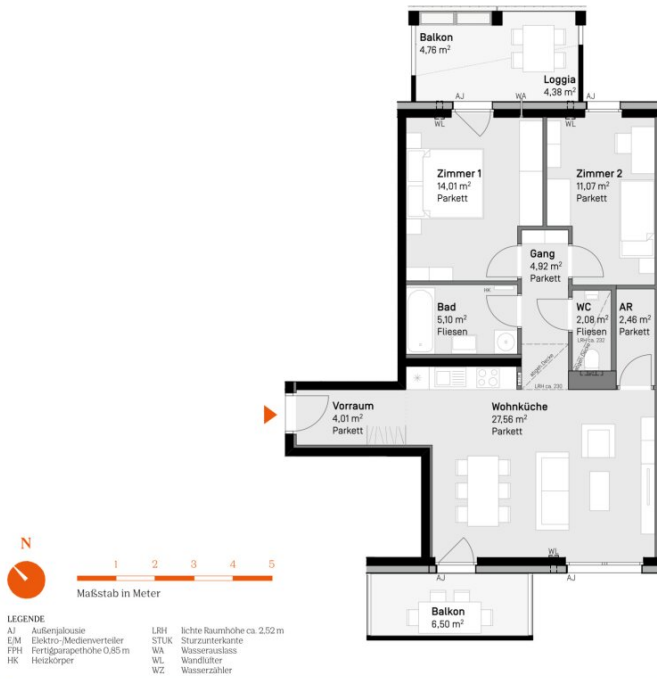 Balkon
4,76 m²
Loggia
4,38 m²
AJ
WA
AJ
WL
WL
Zimmer 1
14,01 m²
Parkett
Zimmer 2
11,07 m²
Parkett
Gang
4,92 m²
Parkett
HK
Bad
5,10 m²
Fliesen
WC
2,08 m²
Fliesen
LRH ca. 232
AR
2,46 m²
Parkett
LRH ca. 230
Vorraum
4,01 m²
Parkett
Wohnküche
27,56 m²
Parkett
WL
AJ
AJ
Balkon
6,50 m²
N
1 2 3 4 5
Maßstab in Meter
LEGENDE
AJ Außenjalousie
E/M Elektro-/Medienverteiler
FPH Fertigparapethöhe 0,85 m
HK Heizkörper
LRH lichte Raumhöhe ca. 2,52 m
STUK Sturzunterkante
WA Wasserauslass
WL Wandlüfter
WZ Wasserzähler